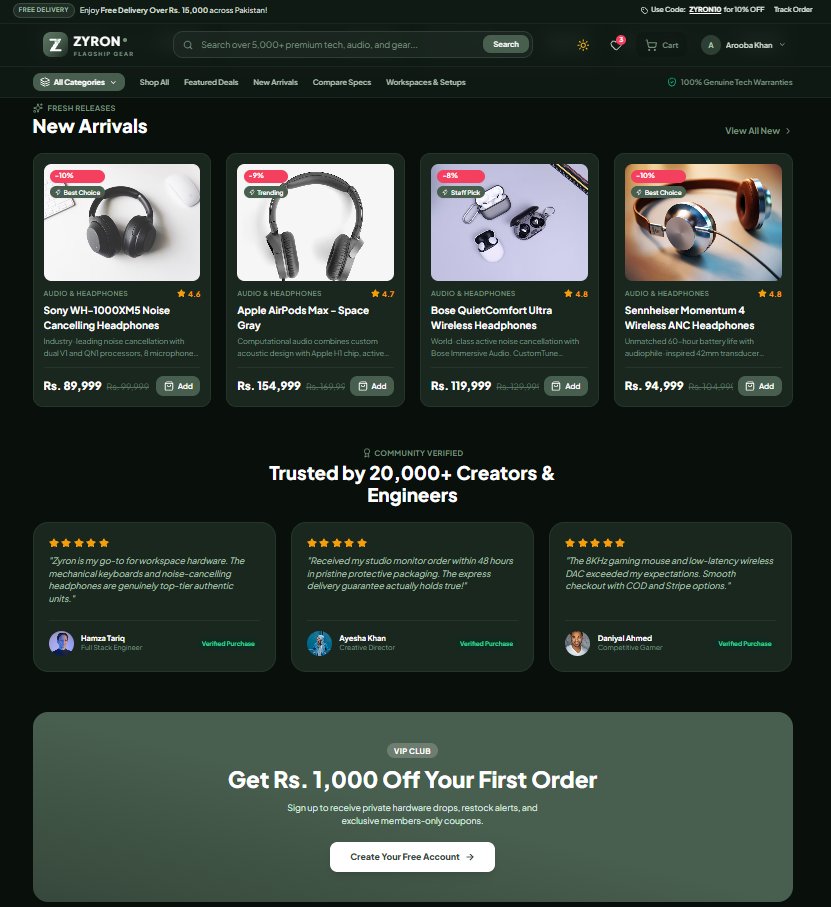 FREE DELIVERY Enjoy Free Delivery Over Rs. 15,000 across Pakistan! Use Code: ZYRON10 for 10% OFF Track Order
Z ZYRON
FLAGSHIP GEAR
Search over 5,000+ premium tech, audio, and gear... Search 3 Cart A Arooba Khan
All Categories Shop All Featured Deals New Arrivals Compare Specs Workspaces & Setups 100% Genuine Tech Warranties
FRESH RELEASES
New Arrivals
View All New
-10%
Best Choice
AUDIO & HEADPHONES 4.6
Sony WH-1000XM5 Noise
Cancelling Headphones
Industry-leading noise cancellation with
dual V1 and QN1 processors, 8 microphone...
Rs. 89,999 Rs. 99,999 Add
-9%
Trending
AUDIO & HEADPHONES 4.7
Apple AirPods Max - Space
Gray
Computational audio combines custom
acoustic design with Apple H1 chip, active...
Rs. 154,999 Rs. 169,99 Add
-8%
Staff Pick
AUDIO & HEADPHONES 4.8
Bose QuietComfort Ultra
Wireless Headphones
World-class active noise cancellation with
Bose Immersive Audio. CustomTune...
Rs. 119,999 Rs. 129,99 Add
-10%
Best Choice
AUDIO & HEADPHONES 4.8
Sennheiser Momentum 4
Wireless ANC Headphones
Unmatched 60-hour battery life with
audiophile-inspired 42mm transducer...
Rs. 94,999 Rs. 104,99 Add
COMMUNITY VERIFIED
Trusted by 20,000+ Creators &
Engineers
"Zyron is my go-to for workspace hardware. The
mechanical keyboards and noise-cancelling
headphones are genuinely top-tier authentic
units."
Hamza Tariq
Full Stack Engineer
Verified Purchase
"Received my studio monitor order within 48 hours
in pristine protective packaging. The express
delivery guarantee actually holds true!"
Ayesha Khan
Creative Director
Verified Purchase
"The 8KHz gaming mouse and low-latency wireless
DAC exceeded my expectations. Smooth
checkout with COD and Stripe options."
Daniyal Ahmed
Competitive Gamer
Verified Purchase
VIP CLUB
Get Rs. 1,000 Off Your First Order
Sign up to receive private hardware drops, restock alerts, and
exclusive members-only coupons.
Create Your Free Account